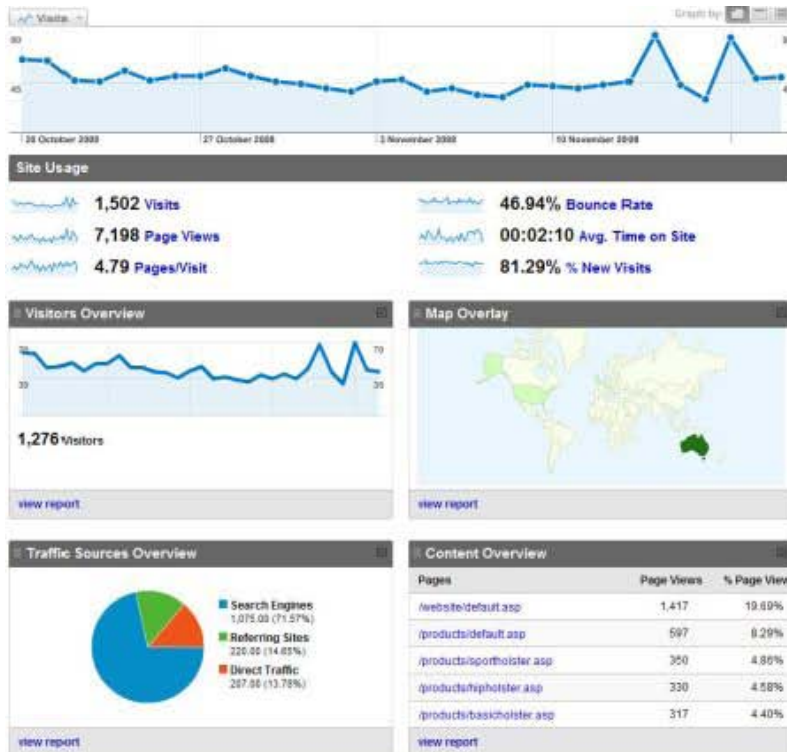 Visits
Graph by:
90
45
20 October 2008 27 October 2008 3 November 2008 10 November 2008
Site Usage
1,502 Visits
46.94% Bounce Rate
7,198 Page Views
00:02:10 Avg. Time on Site
4.79 Pages/Visit
81.29% % New Visits
Visitors Overview
70 70
35 35
1,276 Visitors
view report
Map Overlay
view report
Traffic Sources Overview
Search Engines
1,075.00 (71.57%)
Referring Sites
220.00 (14.65%)
Direct Traffic
207.00 (13.78%)
view report
Content Overview
Pages Page Views % Page View
/website/default.asp 1,417 19.69%
/products/default.asp 597 8.29%
/products/sportholster.asp 350 4.86%
/products/hipholster.asp 330 4.58%
/products/basicholster.asp 317 4.40%
view report